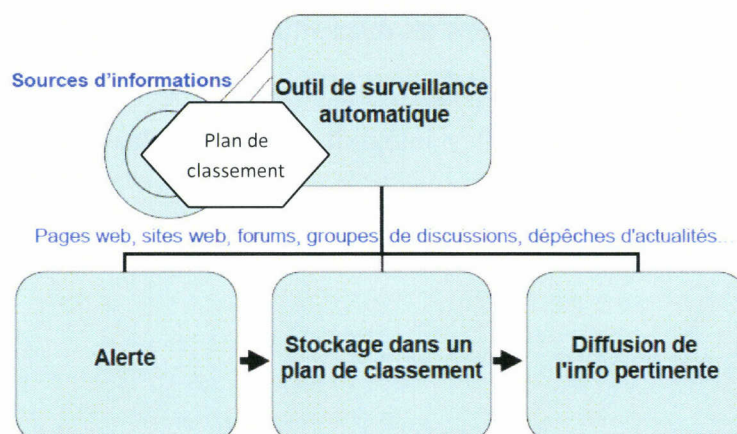 Sources d'informations
Outil de surveillance
automatique
Plan de
classement
Pages web, sites web, forums, groupes de discussions, dépêches d'actualités...
Alerte
Stockage dans un
plan de classement
Diffusion de
l'info pertinente